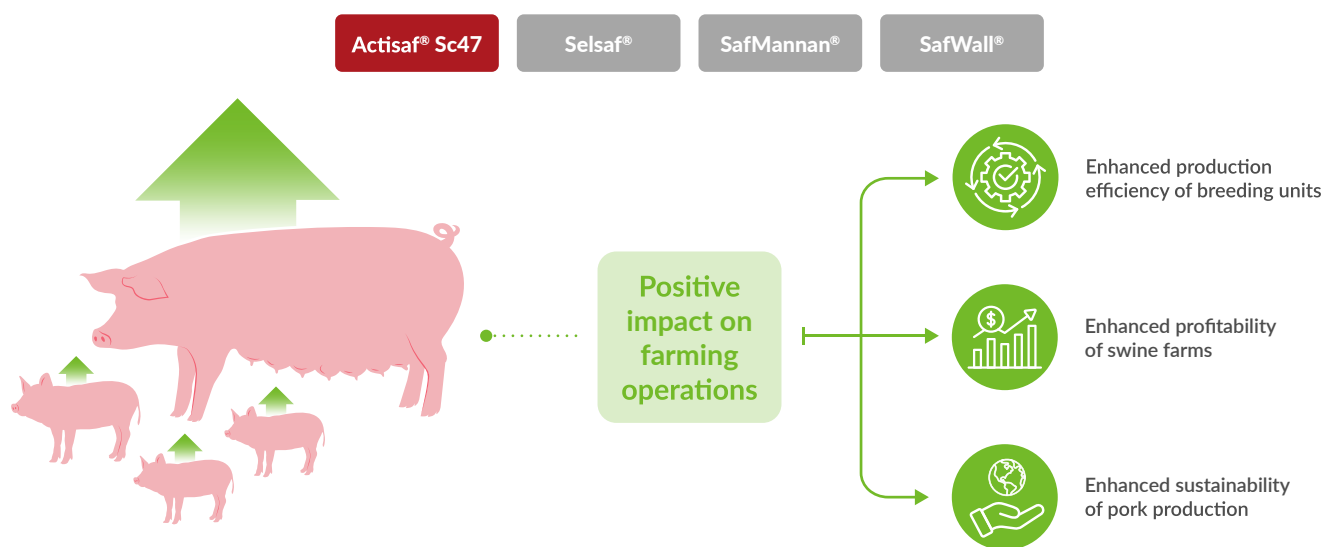 Actisaf® Sc47
Selsaf®
SafMannan®
SafWall®
Positive
impact on
farming
operations
Enhanced production
efficiency of breeding units
$
Enhanced profitability
of swine farms
Enhanced sustainability
of pork production